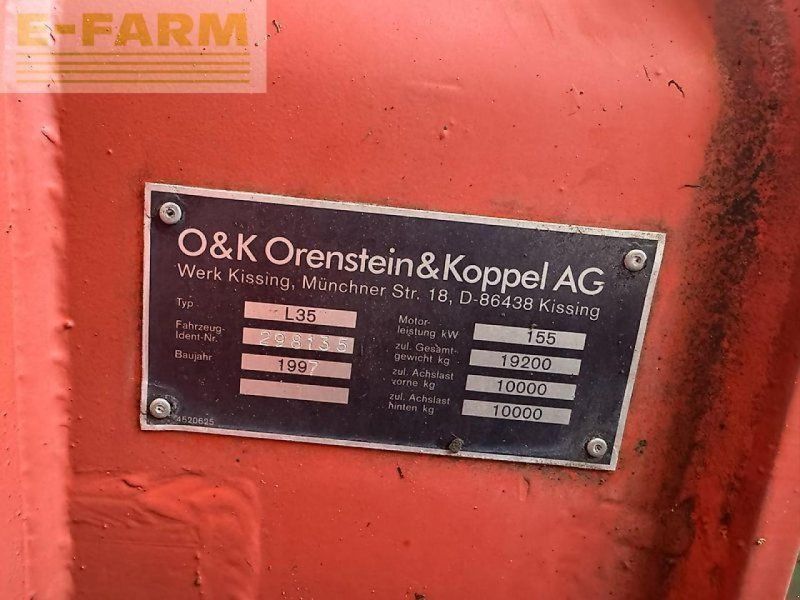 E-FARM
O&K Orenstein&Koppel AG
Werk Kissing, Münchner Str. 18, D-86438 Kissing
Typ L35
Fahrzeug-
Ident-Nr. 298135
Baujahr 1997
Motor-
leistung kW 155
zul. Gesamt-
gewicht kg 19200
zul. Achslast
vorne kg 10000
zul. Achslast
hinten kg 10000
4520625